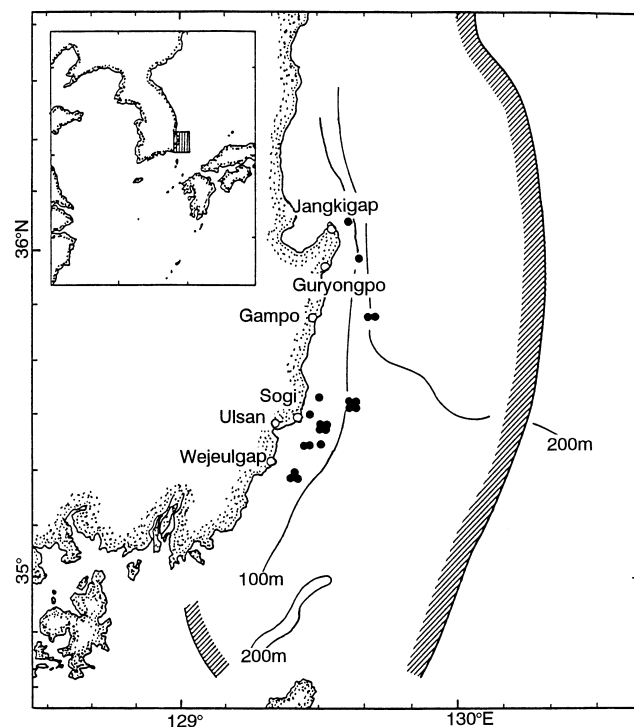 Jangkigap
36°N
Guryongpo
Gampo
Sogi
Ulsan
200m
Wejeulgap
35°
100m
200m
129°
130°E